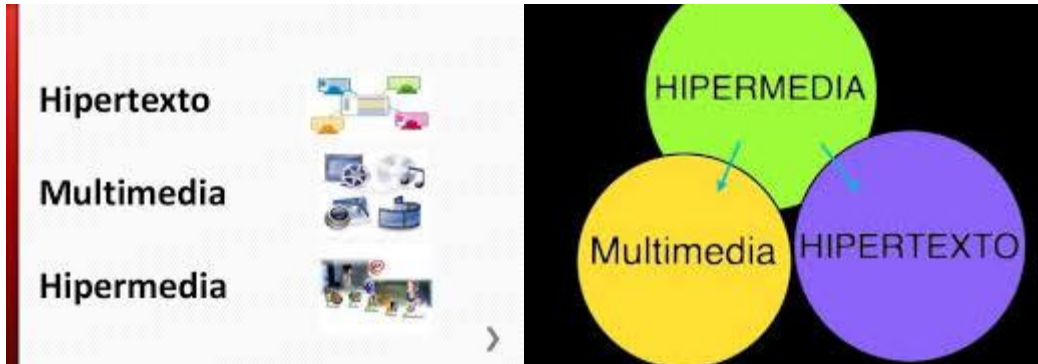 Hipertexto
Multimedia
Hipermedia
HIPERMEDIA
Multimedia
HIPERTEXTO